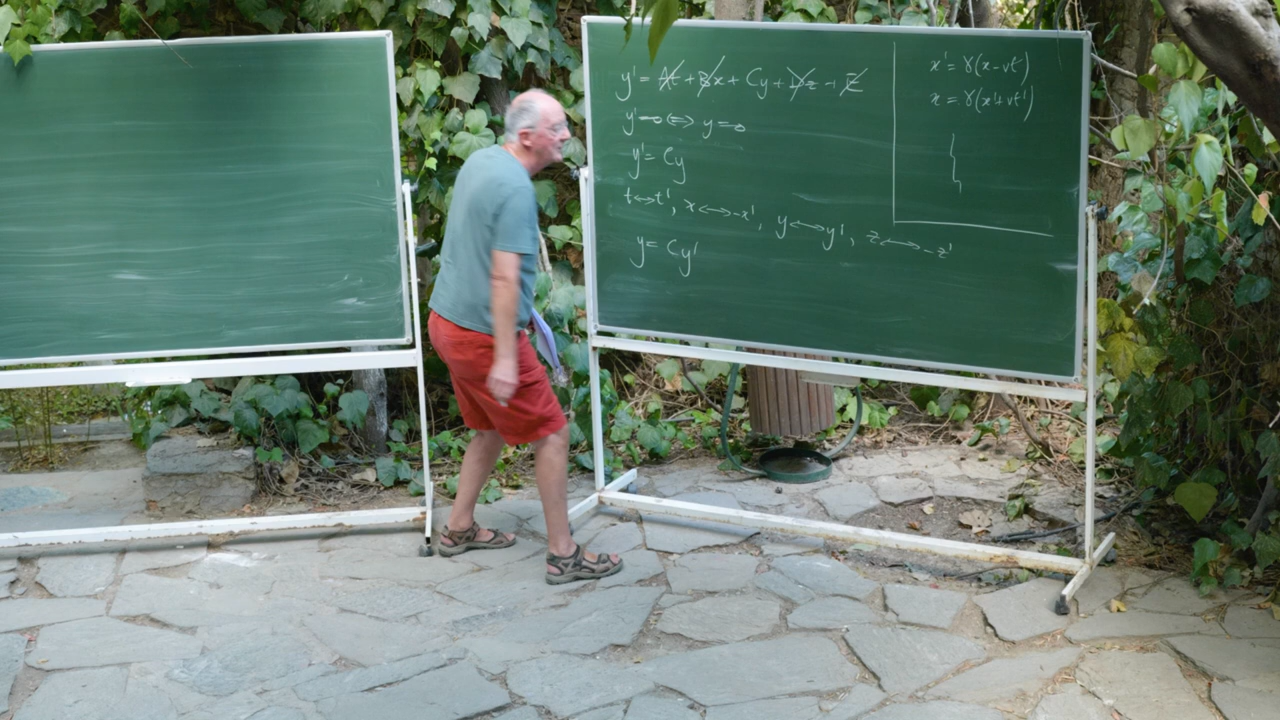 y' = At + Bx + Cy + Dz + E
y'=0 ⇔ y=0
y' = Cy
t↔t', x↔-x', y↔y', z↔-z'
y = Cy'
x' = γ(x-vt)
x = γ(x'+vt')